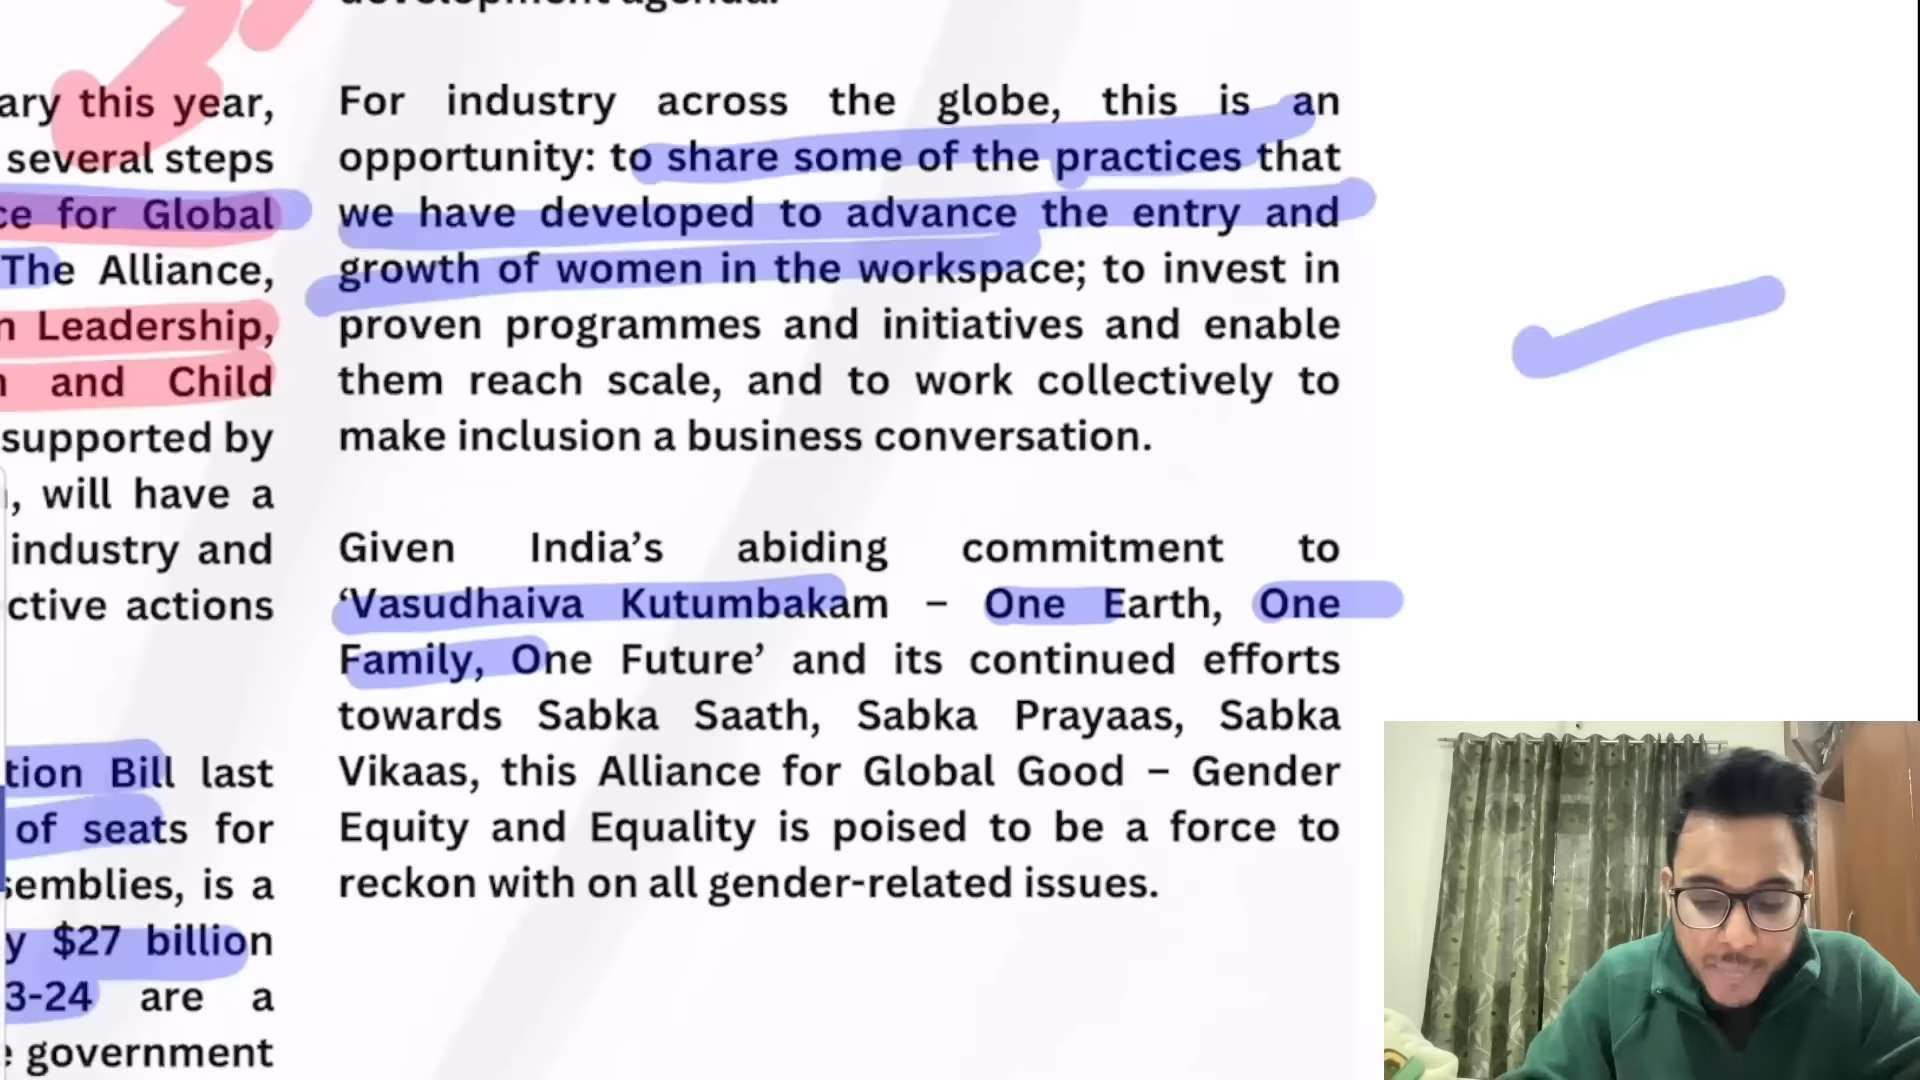 development agenda.
ary this year,
several steps
ce for Global
The Alliance,
Leadership,
and Child
supported by
, will have a
industry and
ctive actions
tion Bill last
of seats for
semblies, is a
y $27 billion
3-24 are a
government
For industry across the globe, this is an
opportunity: to share some of the practices that
we have developed to advance the entry and
growth of women in the workspace; to invest in
proven programmes and initiatives and enable
them reach scale, and to work collectively to
make inclusion a business conversation.
Given India’s abiding commitment to
‘Vasudhaiva Kutumbakam – One Earth, One
Family, One Future’ and its continued efforts
towards Sabka Saath, Sabka Prayaas, Sabka
Vikaas, this Alliance for Global Good – Gender
Equity and Equality is poised to be a force to
reckon with on all gender-related issues.